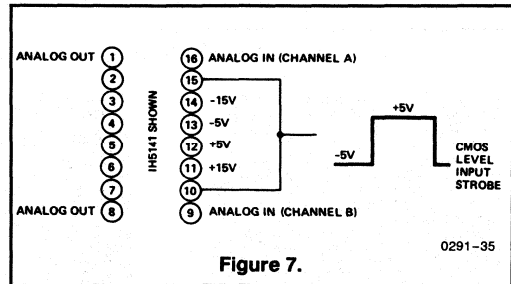 ANALOG OUT 1 16 ANALOG IN (CHANNEL A)
2 15
3 14 -15V
4 13 -5V
5 12 +5V
6 11 +15V
7 10
ANALOG OUT 8 9 ANALOG IN (CHANNEL B)
IH5141 SHOWN
+5V
-5V
CMOS
LEVEL
INPUT
STROBE
0291-35
Figure 7.